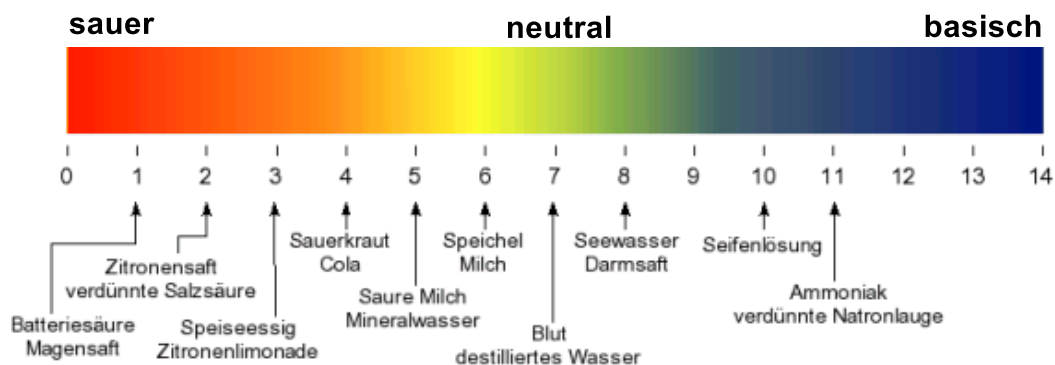 sauer neutral basisch
0 1 2 3 4 5 6 7 8 9 10 11 12 13 14
Batteriesäure
Magensaft
Zitronensaft
verdünnte Salzsäure
Speiseessig
Zitronenlimonade
Sauerkraut
Cola
Saure Milch
Mineralwasser
Speichel
Milch
Blut
destilliertes Wasser
Seewasser
Darmsaft
Seifenlösung
Ammoniak
verdünnte Natronlauge